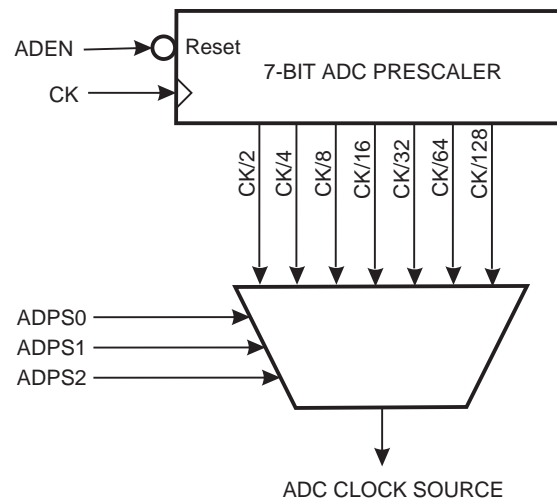 ADEN
Reset
7-BIT ADC PRESCALER
CK
CK/2
CK/4
CK/8
CK/16
CK/32
CK/64
CK/128
ADPS0
ADPS1
ADPS2
ADC CLOCK SOURCE